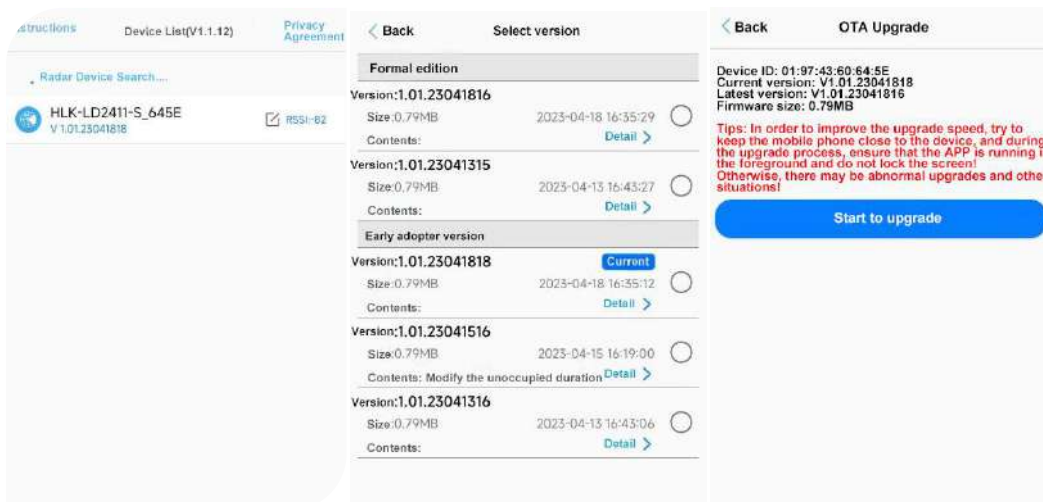 structions
Device List(V1.1.12)
Privacy
Agreement
Radar Device Search....
HLK-LD2411-S_645E
V 1.01.23041818
RSSI:-82
Back
Select version
Formal edition
Version:1.01.23041816
Size:0.79MB 2023-04-18 16:35:29
Contents: Detail >
Version:1.01.23041315
Size:0.79MB 2023-04-13 16:43:27
Contents: Detail >
Early adopter version
Version:1.01.23041818 Current
Size:0.79MB 2023-04-18 16:35:12
Contents: Detail >
Version:1.01.23041516
Size:0.79MB 2023-04-15 16:19:00
Contents: Modify the unoccupied duration Detail >
Version:1.01.23041316
Size:0.79MB 2023-04-13 16:43:06
Contents: Detail >
Back
OTA Upgrade
Device ID: 01:97:43:60:64:5E
Current version: V1.01.23041818
Latest version: V1.01.23041816
Firmware size: 0.79MB
Tips: In order to improve the upgrade speed, try to
keep the mobile phone close to the device, and during
the upgrade process, ensure that the APP is running i
the foreground and do not lock the screen!
Otherwise, there may be abnormal upgrades and othe
situations!
Start to upgrade